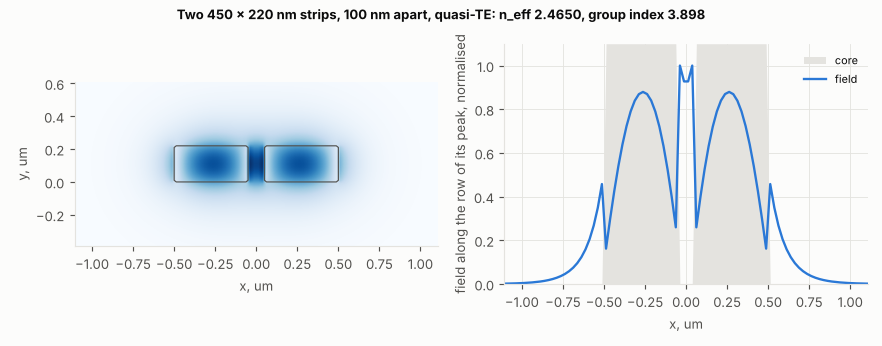 Two 450 × 220 nm strips, 100 nm apart, quasi-TE: n_eff 2.4650, group index 3.898
y, um
0.6
0.4
0.2
0.0
−0.2
−1.00 −0.75 −0.50 −0.25 0.00 0.25 0.50 0.75 1.00
x, um
field along the row of its peak, normalised
1.0
0.8
0.6
0.4
0.2
0.0
core
field
−1.00 −0.75 −0.50 −0.25 0.00 0.25 0.50 0.75 1.00
x, um